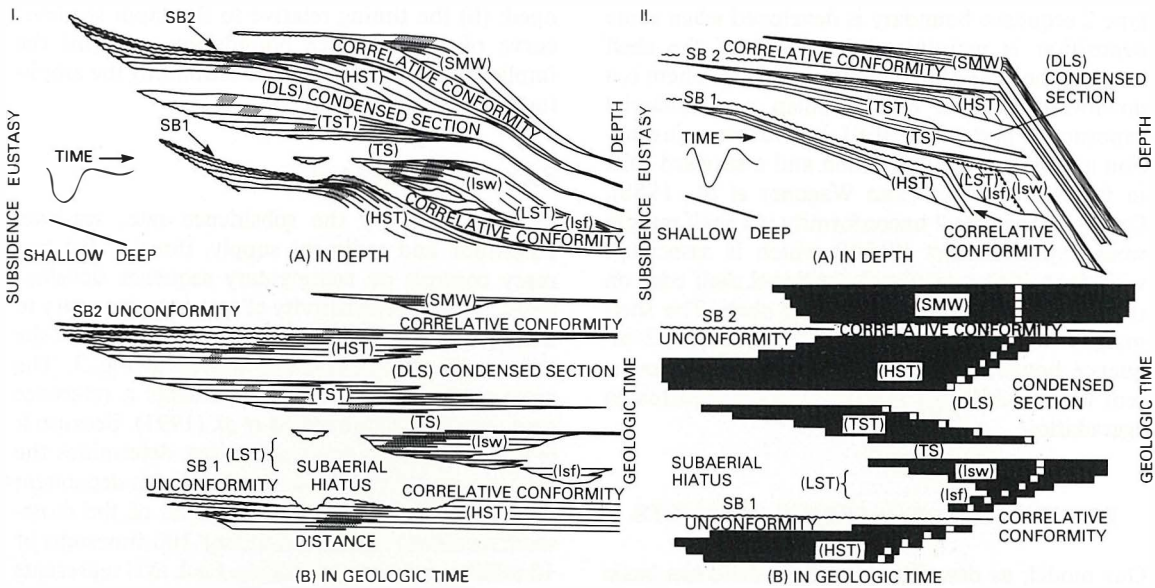 I.
SB2
CORRELATIVE CONFORMITY
(SMW)
(HST)
(DLS) CONDENSED SECTION
(TST)
SB1
(TS)
TIME →
(lsw)
(LST)
(lsf)
(HST)
CORRELATIVE CONFORMITY
SHALLOW DEEP
SUBSIDENCE EUSTASY
DEPTH
(A) IN DEPTH
(SMW)
SB2 UNCONFORMITY
CORRELATIVE CONFORMITY
(HST)
(DLS) CONDENSED SECTION
(TST)
(TS)
(LST)
(lsw)
(lsf)
SB 1
UNCONFORMITY
SUBAERIAL
HIATUS
CORRELATIVE CONFORMITY
(HST)
DISTANCE
GEOLOGIC TIME
(B) IN GEOLOGIC TIME
II.
SB 2
CORRELATIVE CONFORMITY
(SMW)
(DLS)
CONDENSED
SECTION
SB 1
(TST)
(HST)
(TS)
TIME →
(HST)
(LST)
(lsf)
(lsw)
SHALLOW DEEP
CORRELATIVE
CONFORMITY
SUBSIDENCE EUSTASY
DEPTH
(A) IN DEPTH
(SMW)
SB 2
UNCONFORMITY
CORRELATIVE CONFORMITY
(HST)
CONDENSED
(DLS) SECTION
(TST)
(TS)
SUBAERIAL
HIATUS
(LST)
(lsw)
(lsf)
SB 1
UNCONFORMITY
CORRELATIVE
CONFORMITY
(HST)
GEOLOGIC TIME
(B) IN GEOLOGIC TIME